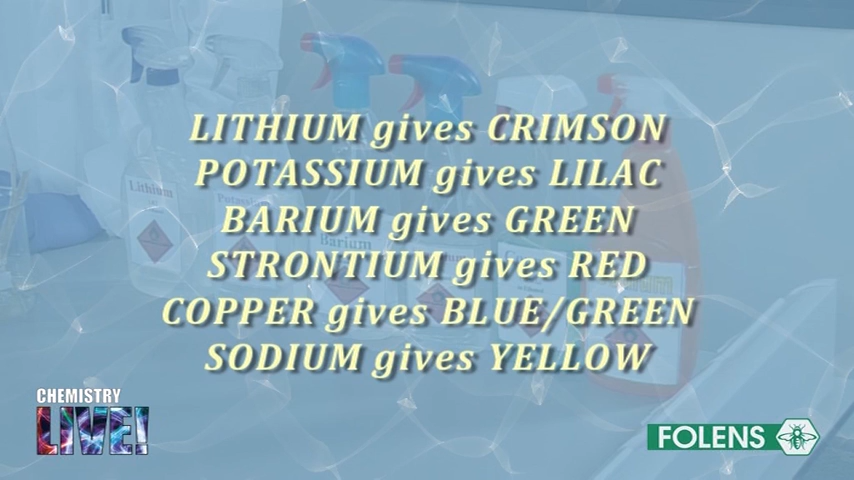 LITHIUM gives CRIMSON
POTASSIUM gives LILAC
BARIUM gives GREEN
STRONTIUM gives RED
COPPER gives BLUE/GREEN
SODIUM gives YELLOW
Lithium
Potassium
Barium
CHEMISTRY
LIVE!
FOLENS